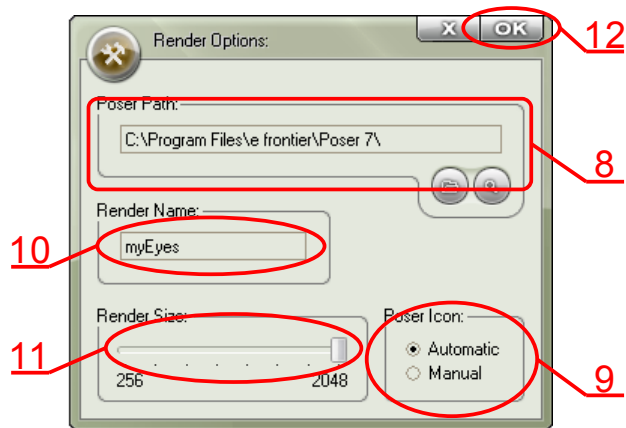 Render Options:
X
OK
12
Poser Path:
C:\Program Files\e frontier\Poser 7\
8
Render Name:
10
myEyes
Render Size:
Poser Icon:
11
Automatic
256
2048
Manual
9